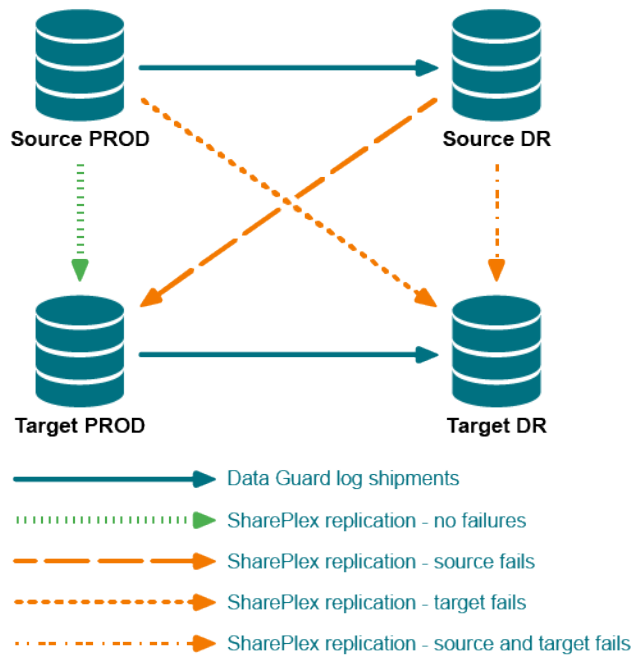 Source PROD
Source DR
Target PROD
Target DR
Data Guard log shipments
SharePlex replication - no failures
SharePlex replication - source fails
SharePlex replication - target fails
SharePlex replication - source and target fails